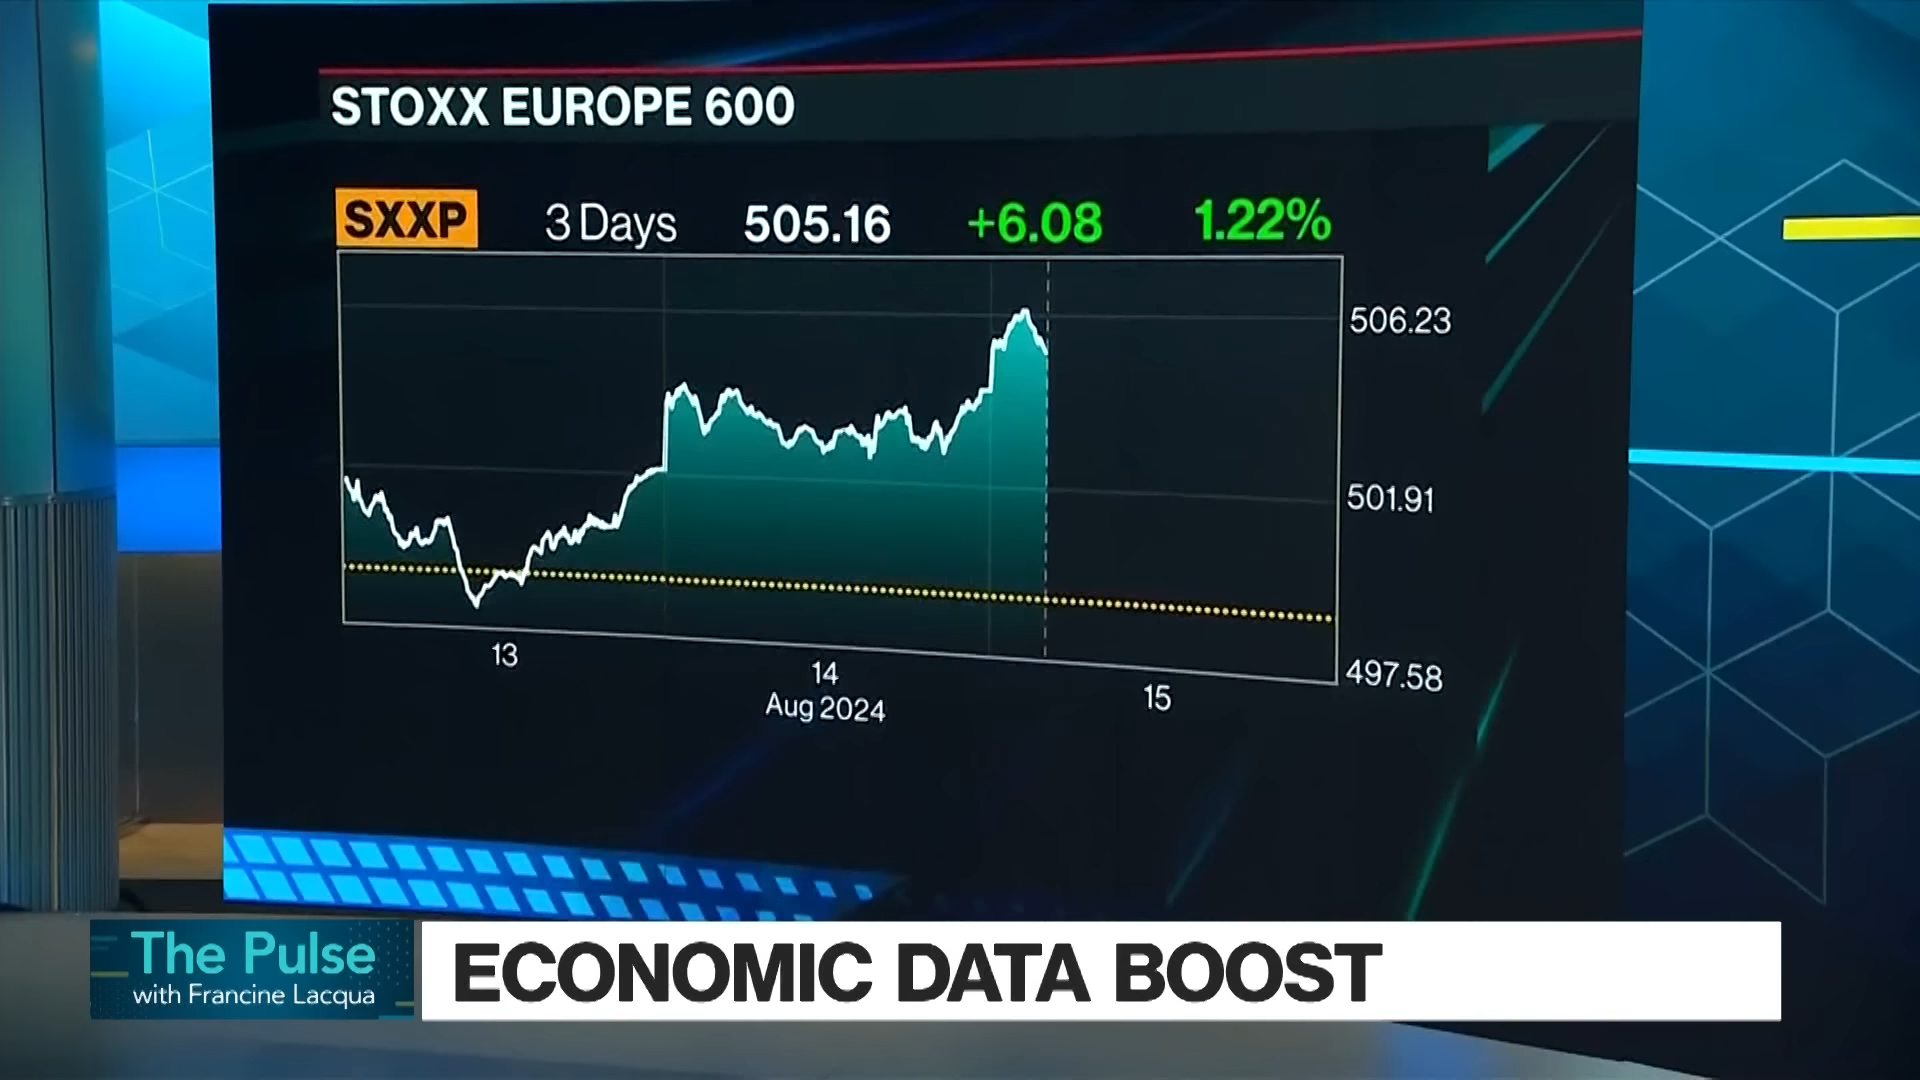 STOXX EUROPE 600
SXXP 3 Days 505.16 +6.08 1.22%
506.23
501.91
497.58
13 14 15
Aug 2024
The Pulse
with Francine Lacqua
ECONOMIC DATA BOOST